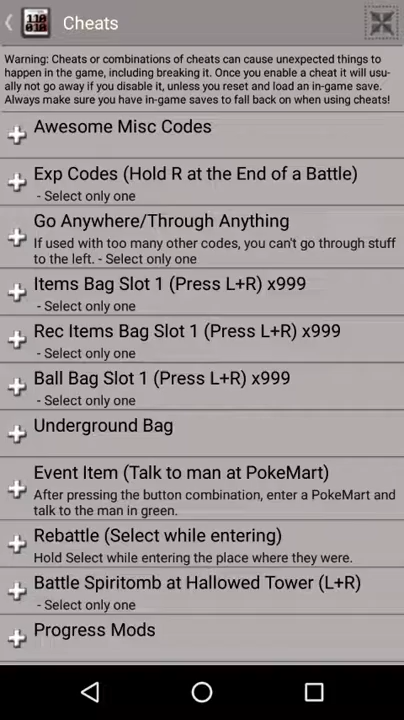 Cheats
Warning: Cheats or combinations of cheats can cause unexpected things to
happen in the game, including breaking it. Once you enable a cheat it will usu-
ally not go away if you disable it, unless you reset and load an in-game save.
Always make sure you have in-game saves to fall back on when using cheats!
Awesome Misc Codes
Exp Codes (Hold R at the End of a Battle)
- Select only one
Go Anywhere/Through Anything
If used with too many other codes, you can't go through stuff
to the left. - Select only one
Items Bag Slot 1 (Press L+R) x999
- Select only one
Rec Items Bag Slot 1 (Press L+R) x999
- Select only one
Ball Bag Slot 1 (Press L+R) x999
- Select only one
Underground Bag
Event Item (Talk to man at PokeMart)
After pressing the button combination, enter a PokeMart and
talk to the man in green.
Rebattle (Select while entering)
Hold Select while entering the place where they were.
Battle Spiritomb at Hallowed Tower (L+R)
- Select only one
Progress Mods